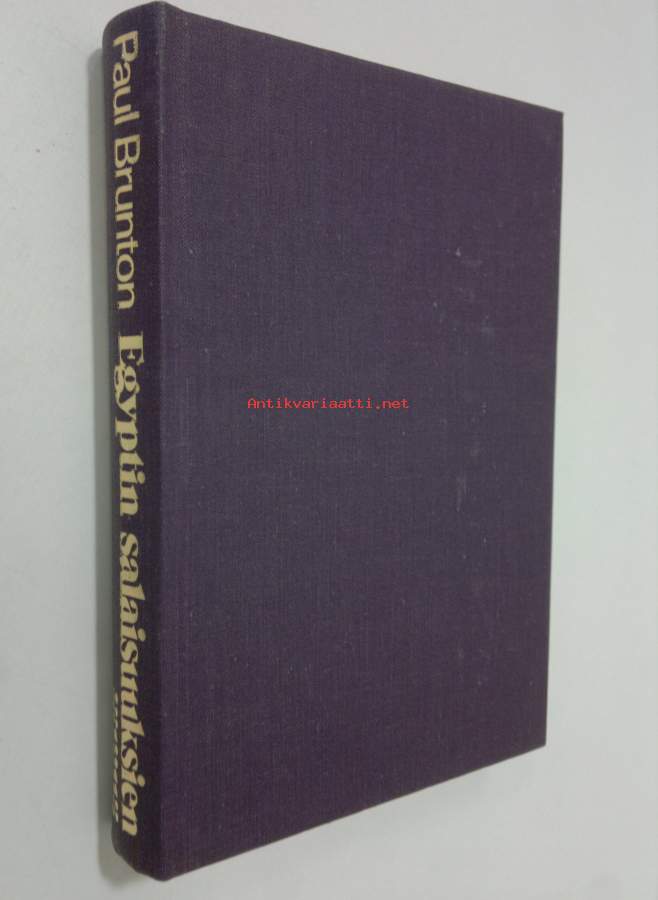 Paul Brunton Egyptin salaisuuksien
Antikvariaatti.net